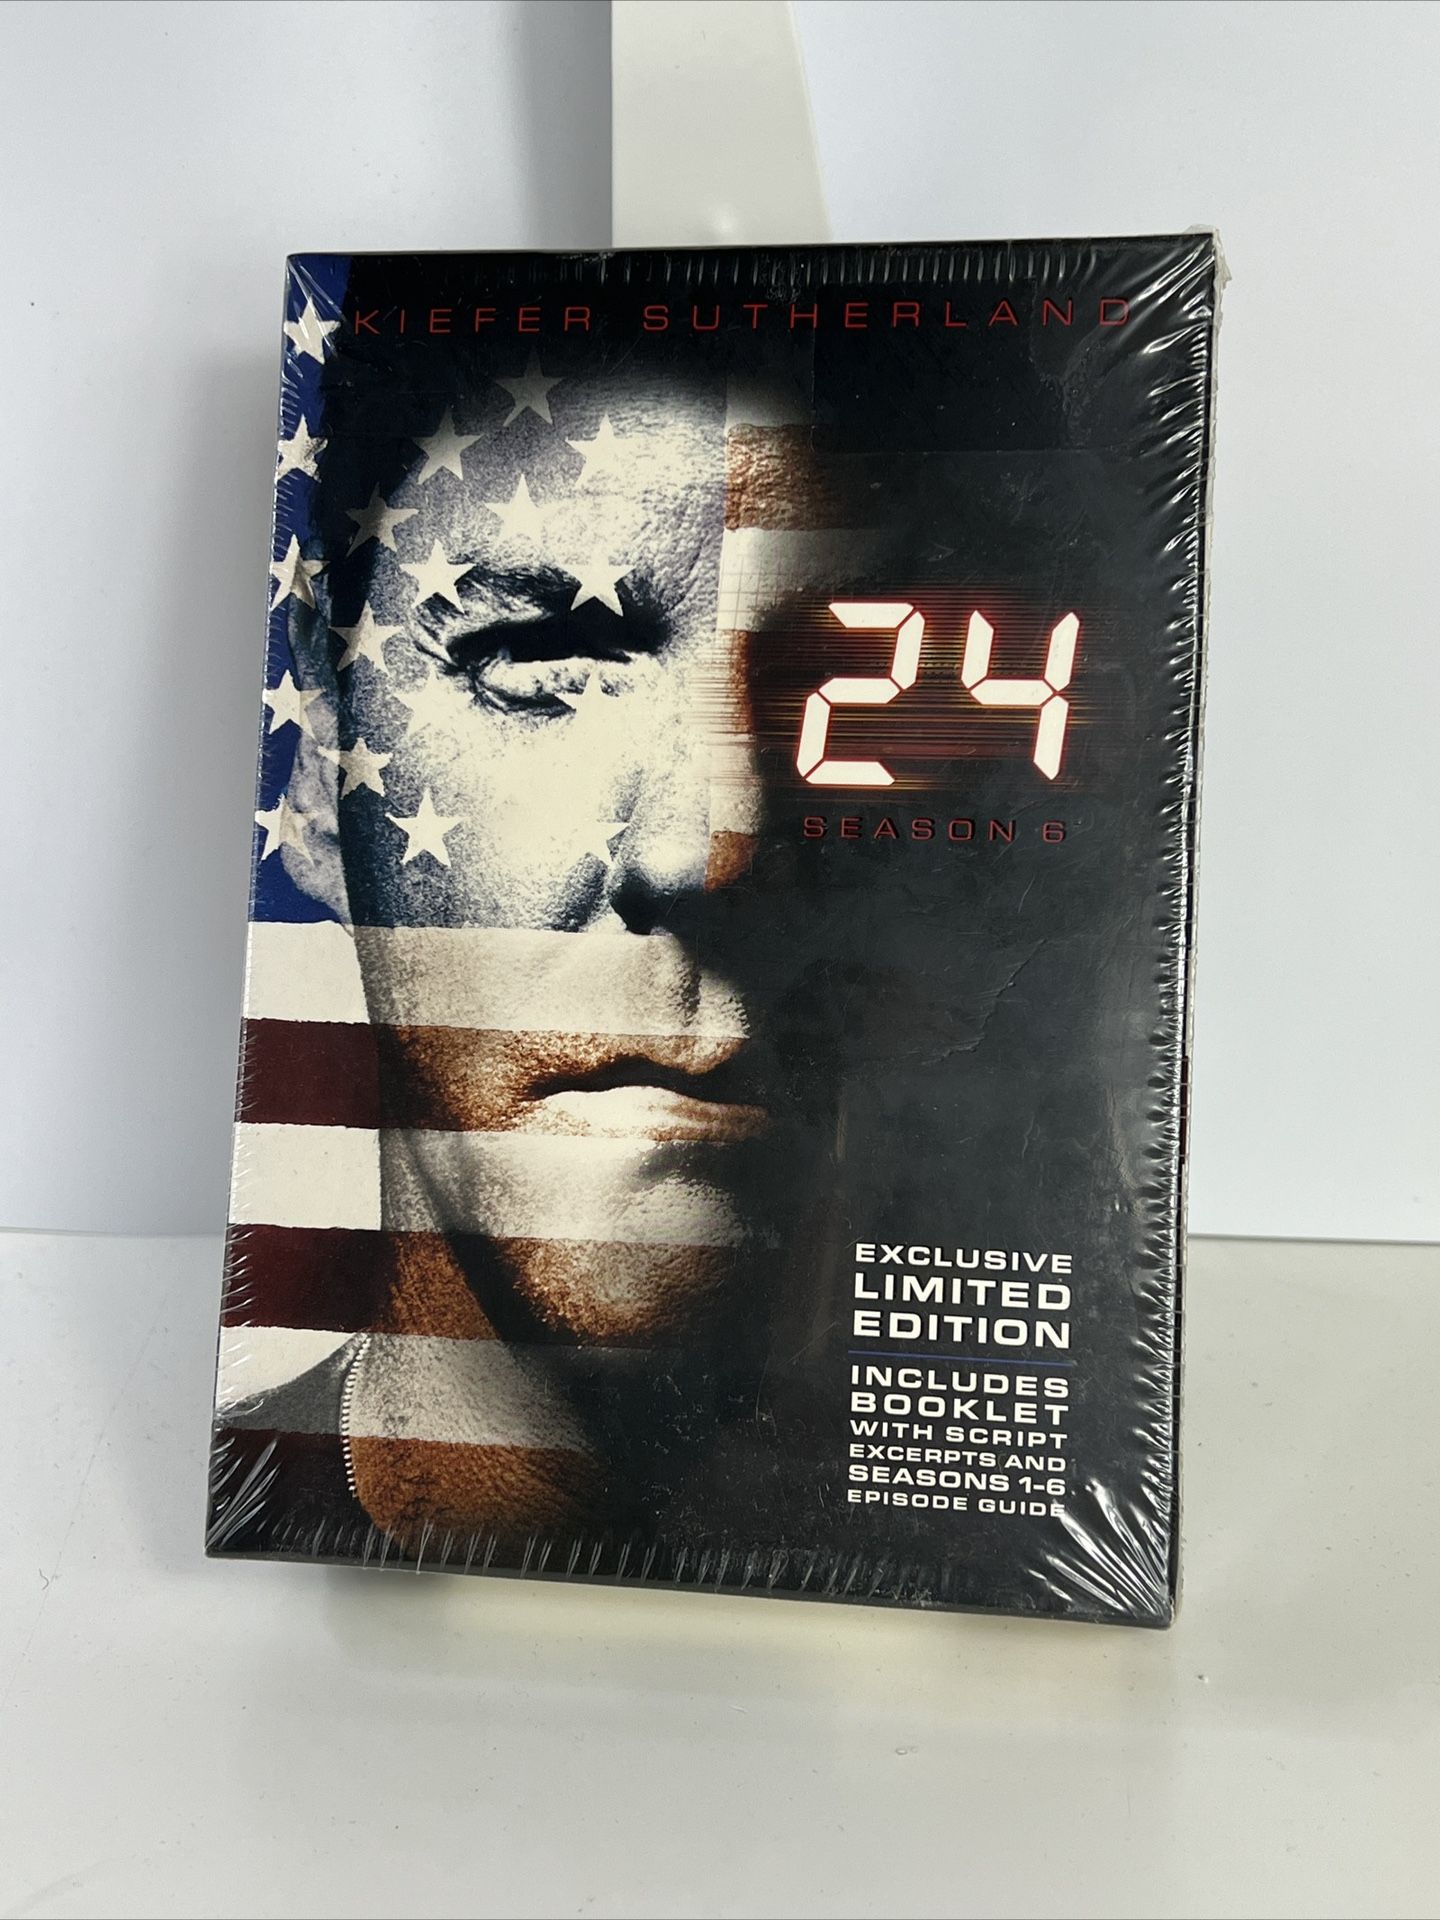 KIEFER SUTHERLAND
24
SEASON 6
EXCLUSIVE
LIMITED
EDITION
INCLUDES
BOOKLET
WITH SCRIPT
EXCERPTS AND
SEASONS 1-6
EPISODE GUIDE